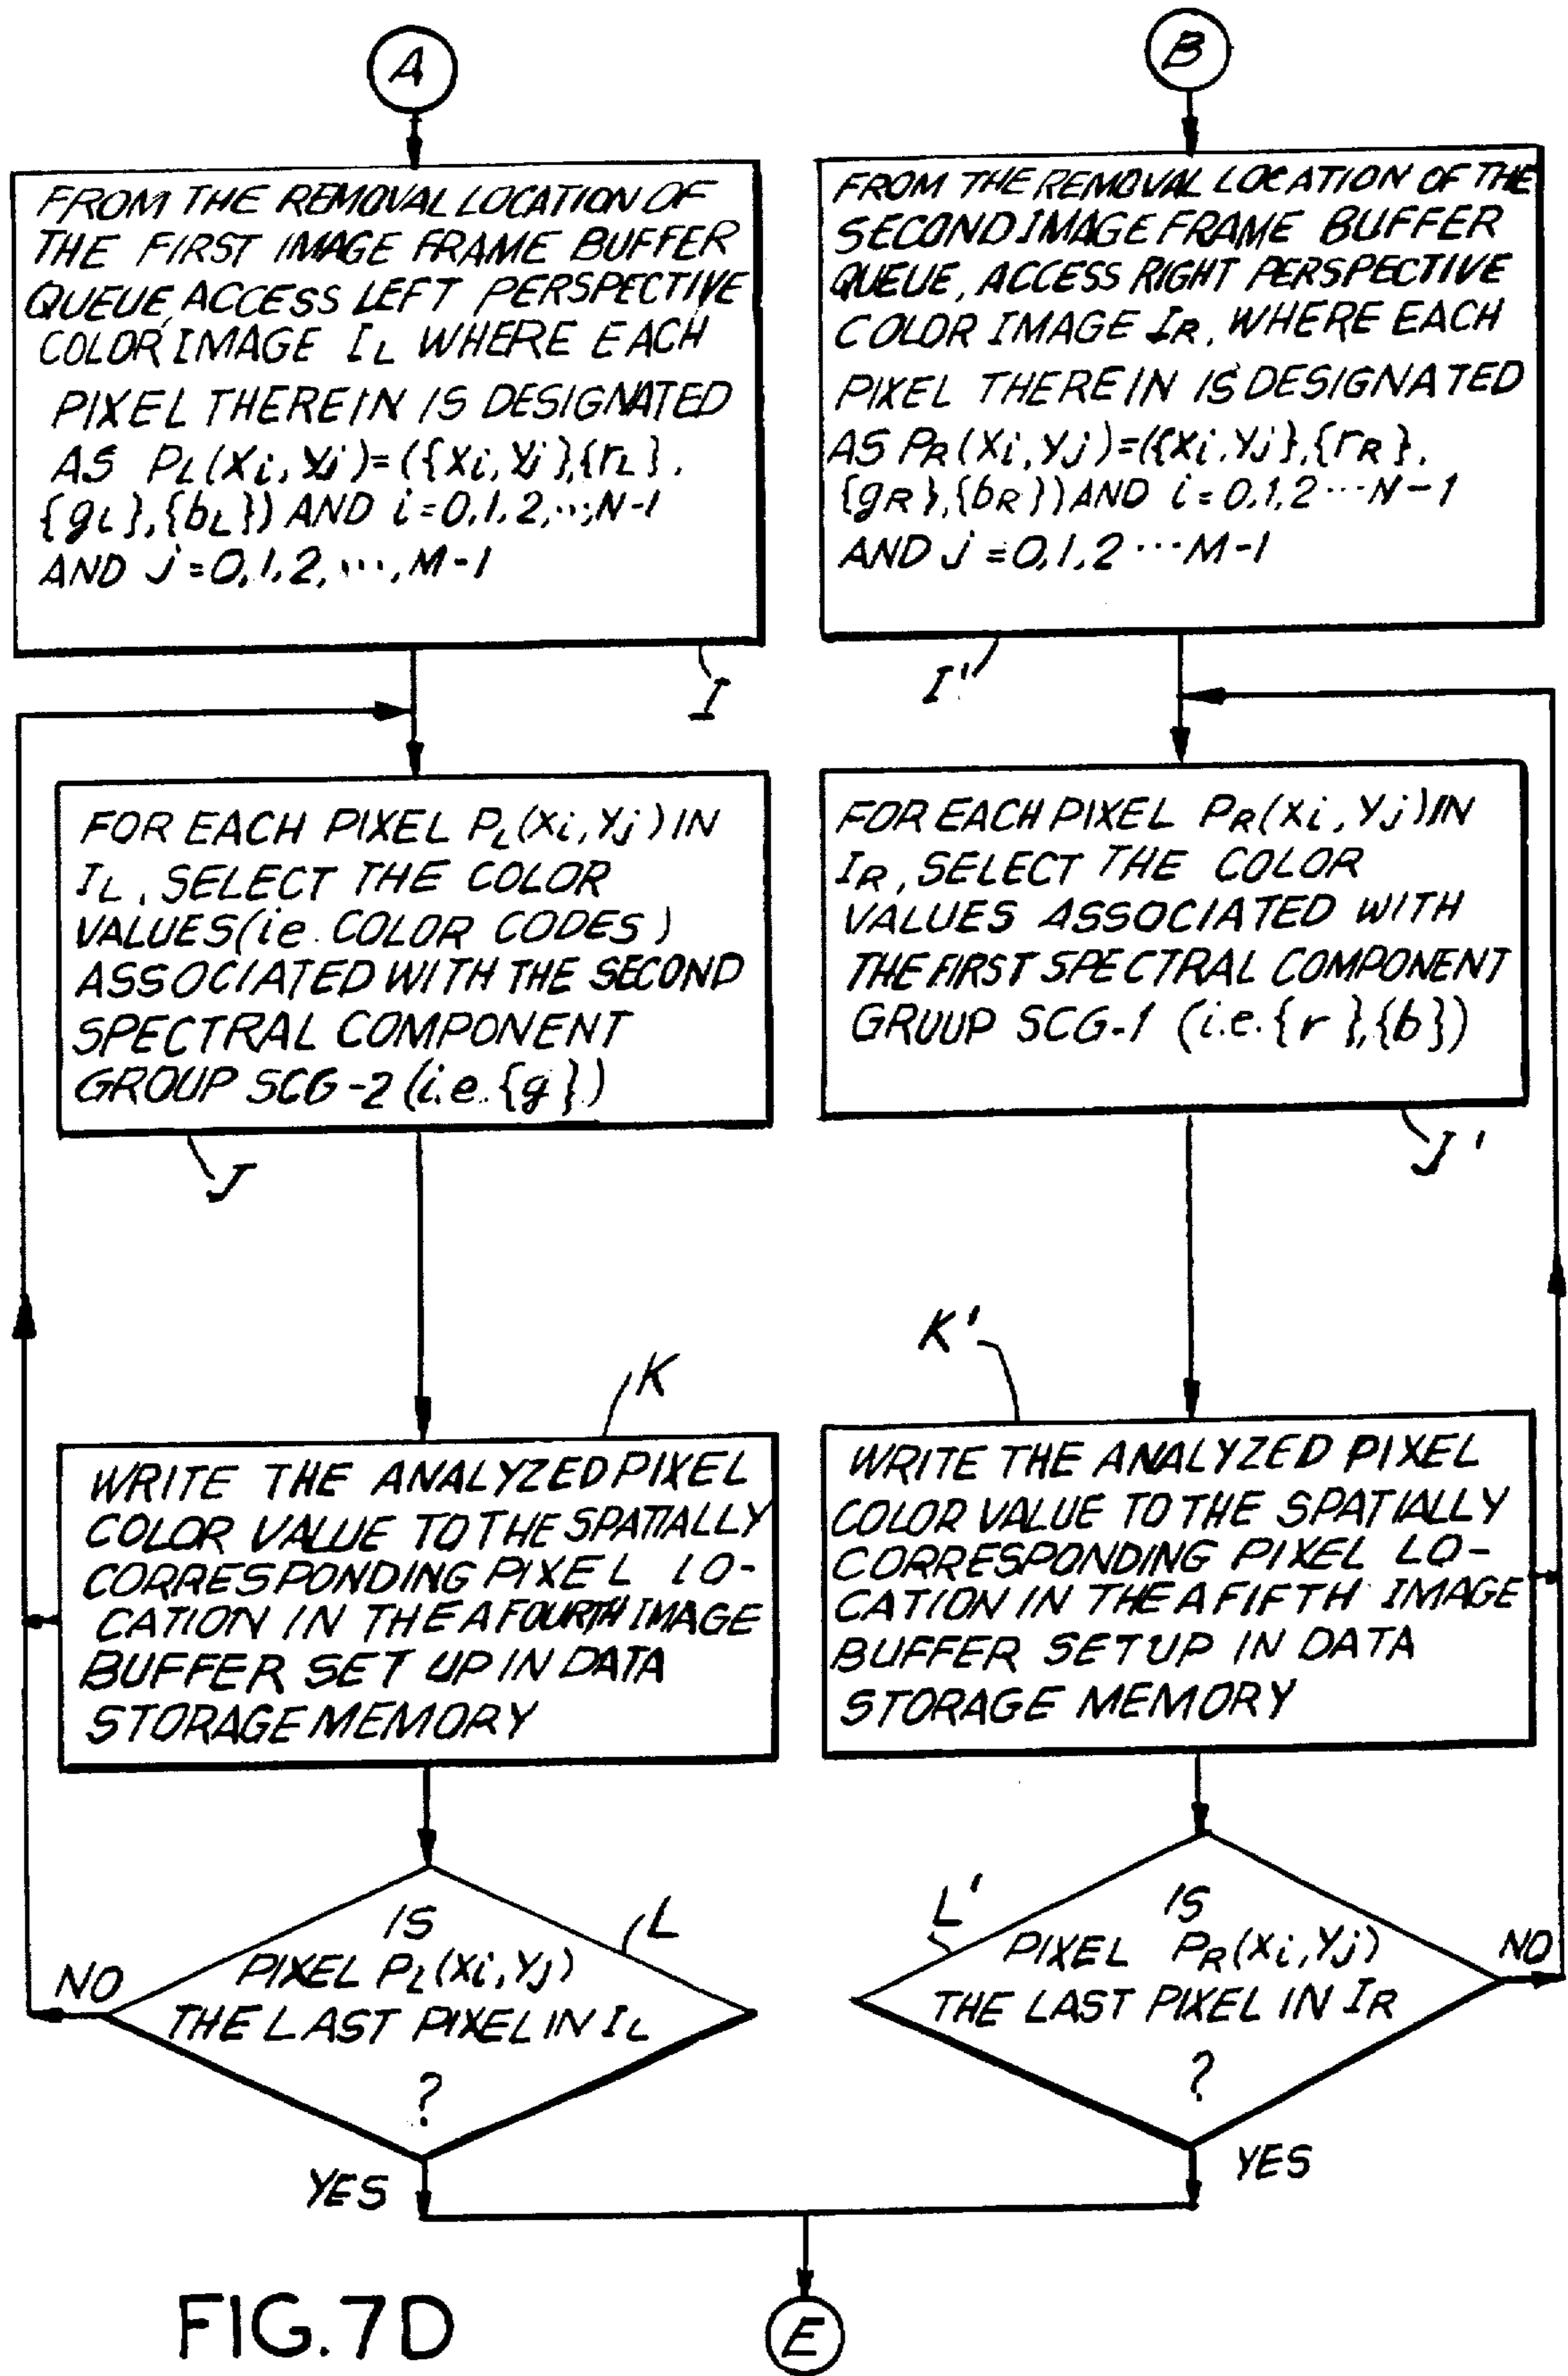 A
FROM THE REMOVAL LOCATION OF
THE FIRST IMAGE FRAME BUFFER
QUEUE, ACCESS LEFT PERSPECTIVE
COLOR IMAGE IL WHERE EACH
PIXEL THEREIN IS DESIGNATED
AS PL(xi, yj)=({xi, yj},{rL},
{gL},{bL}) AND i=0,1,2,...,N-1
AND j=0,1,2,...,M-1
I
FOR EACH PIXEL PL(xi, yj) IN
IL, SELECT THE COLOR
VALUES (ie. COLOR CODES)
ASSOCIATED WITH THE SECOND
SPECTRAL COMPONENT
GROUP SCG-2 (i.e. {g})
J
K
WRITE THE ANALYZED PIXEL
COLOR VALUE TO THE SPATIALLY
CORRESPONDING PIXEL LO-
CATION IN THE A FOURTH IMAGE
BUFFER SET UP IN DATA
STORAGE MEMORY
L
IS
PIXEL PL(xi, yj)
THE LAST PIXEL IN IL
?
NO
YES
B
FROM THE REMOVAL LOCATION OF THE
SECOND IMAGE FRAME BUFFER
QUEUE, ACCESS RIGHT PERSPECTIVE
COLOR IMAGE IR, WHERE EACH
PIXEL THEREIN IS DESIGNATED
AS PR(xi, yj)=({xi, yj},{rR},
{gR},{bR}) AND i=0,1,2...N-1
AND j=0,1,2...M-1
I'
FOR EACH PIXEL PR(xi, yj) IN
IR, SELECT THE COLOR
VALUES ASSOCIATED WITH
THE FIRST SPECTRAL COMPONENT
GRUUP SCG-1 (i.e. {r},{b})
J'
K'
WRITE THE ANALYZED PIXEL
COLOR VALUE TO THE SPATIALLY
CORRESPONDING PIXEL LO-
CATION IN THE A FIFTH IMAGE
BUFFER SET UP IN DATA
STORAGE MEMORY
L'
IS
PIXEL PR(xi, yj)
THE LAST PIXEL IN IR
?
NO
YES
E
FIG. 7D